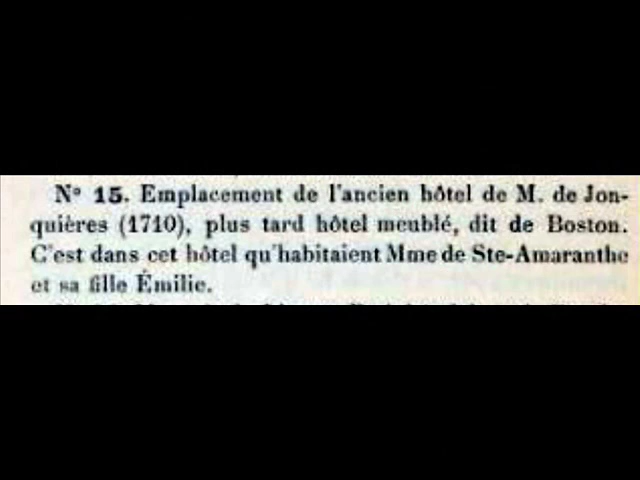 N° 15. Emplacement de l'ancien hôtel de M. de Jon-
quières (1710), plus tard hôtel meublé, dit de Boston.
C'est dans cet hôtel qu'habitaient Mme de Ste-Amaranthe
et sa fille Émilie.